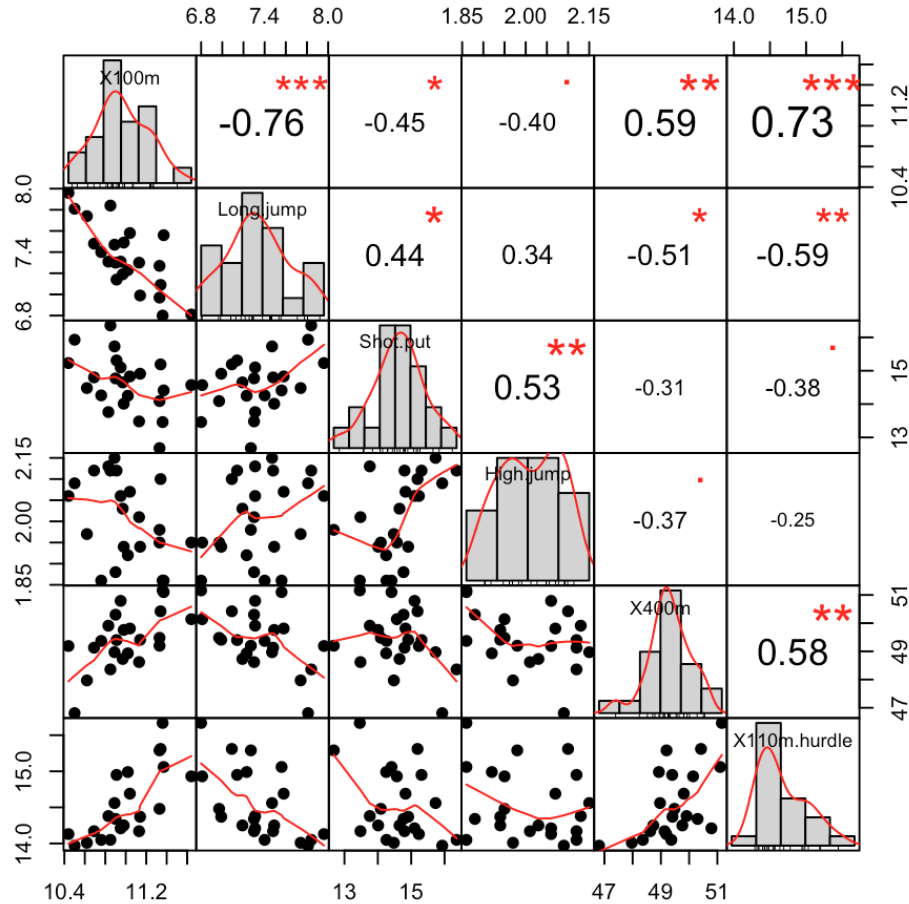 6.8 7.4 8.0 1.85 2.00 2.15 14.0 15.0
X100m *** -0.76 * -0.45 . -0.40 ** 0.59 *** 0.73 10.4 11.2
6.8 7.4 8.0 Long.jump * 0.44 0.34 * -0.51 ** -0.59
Shot.put ** 0.53 -0.31 . -0.38 13 15
1.85 2.00 2.15 High.jump . -0.37 -0.25
X400m ** 0.58 47 49 51
14.0 15.0 X110m.hurdle
10.4 11.2 13 15 47 49 51